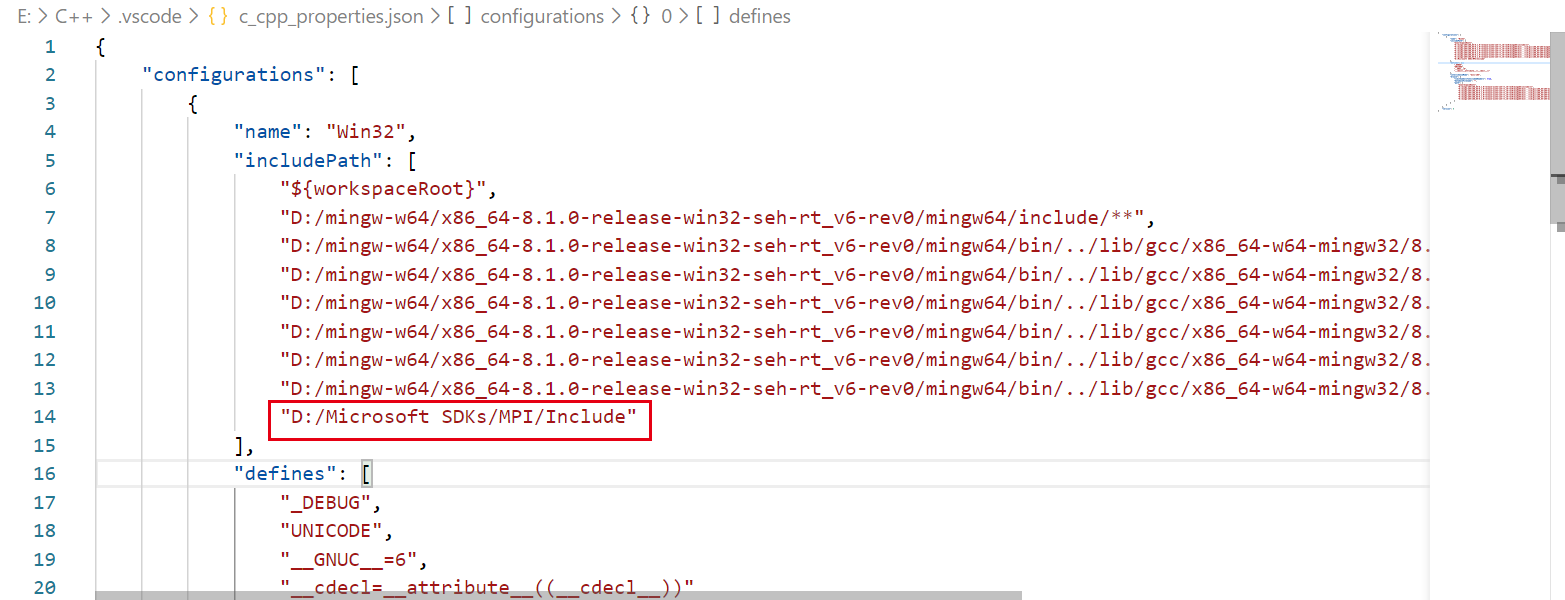 E: > C++ > .vscode > {} c_cpp_properties.json > [ ] configurations > {} 0 > [ ] defines
1 {
2 "configurations": [
3 {
4 "name": "Win32",
5 "includePath": [
6 "${workspaceRoot}",
7 "D:/mingw-w64/x86_64-8.1.0-release-win32-seh-rt_v6-rev0/mingw64/include/**",
8 "D:/mingw-w64/x86_64-8.1.0-release-win32-seh-rt_v6-rev0/mingw64/bin/../lib/gcc/x86_64-w64-mingw32/8.
9 "D:/mingw-w64/x86_64-8.1.0-release-win32-seh-rt_v6-rev0/mingw64/bin/../lib/gcc/x86_64-w64-mingw32/8.
10 "D:/mingw-w64/x86_64-8.1.0-release-win32-seh-rt_v6-rev0/mingw64/bin/../lib/gcc/x86_64-w64-mingw32/8.
11 "D:/mingw-w64/x86_64-8.1.0-release-win32-seh-rt_v6-rev0/mingw64/bin/../lib/gcc/x86_64-w64-mingw32/8.
12 "D:/mingw-w64/x86_64-8.1.0-release-win32-seh-rt_v6-rev0/mingw64/bin/../lib/gcc/x86_64-w64-mingw32/8.
13 "D:/mingw-w64/x86_64-8.1.0-release-win32-seh-rt_v6-rev0/mingw64/bin/../lib/gcc/x86_64-w64-mingw32/8.
14 "D:/Microsoft SDKs/MPI/Include"
15 ],
16 "defines": [
17 "_DEBUG",
18 "UNICODE",
19 "__GNUC__=6",
20 "__cdecl=__attribute__((__cdecl__))"